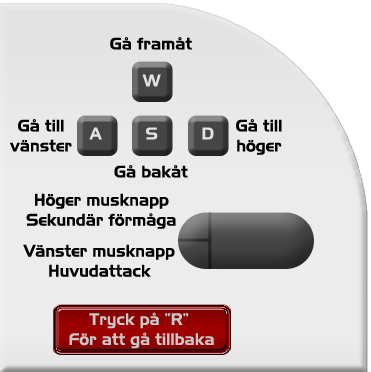 Gå framåt
W
Gå till
vänster
A
S
D
Gå till
höger
Gå bakåt
Höger musknapp
Sekundär förmåga
Vänster musknapp
Huvudattack
Tryck på "R"
För att gå tillbaka